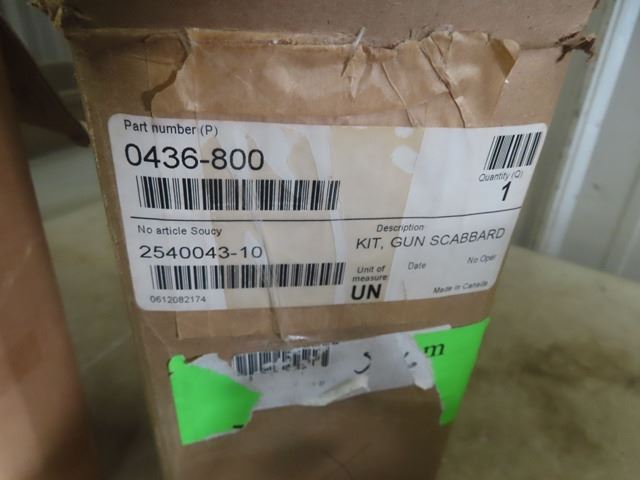 Part number (P)
0436-800
Quantity (Q)
1
No article Soucy
2540043-10
0612082174
Description
KIT, GUN SCABBARD
Unit of measure
UN
Date
No Oper
Made in Canada
m